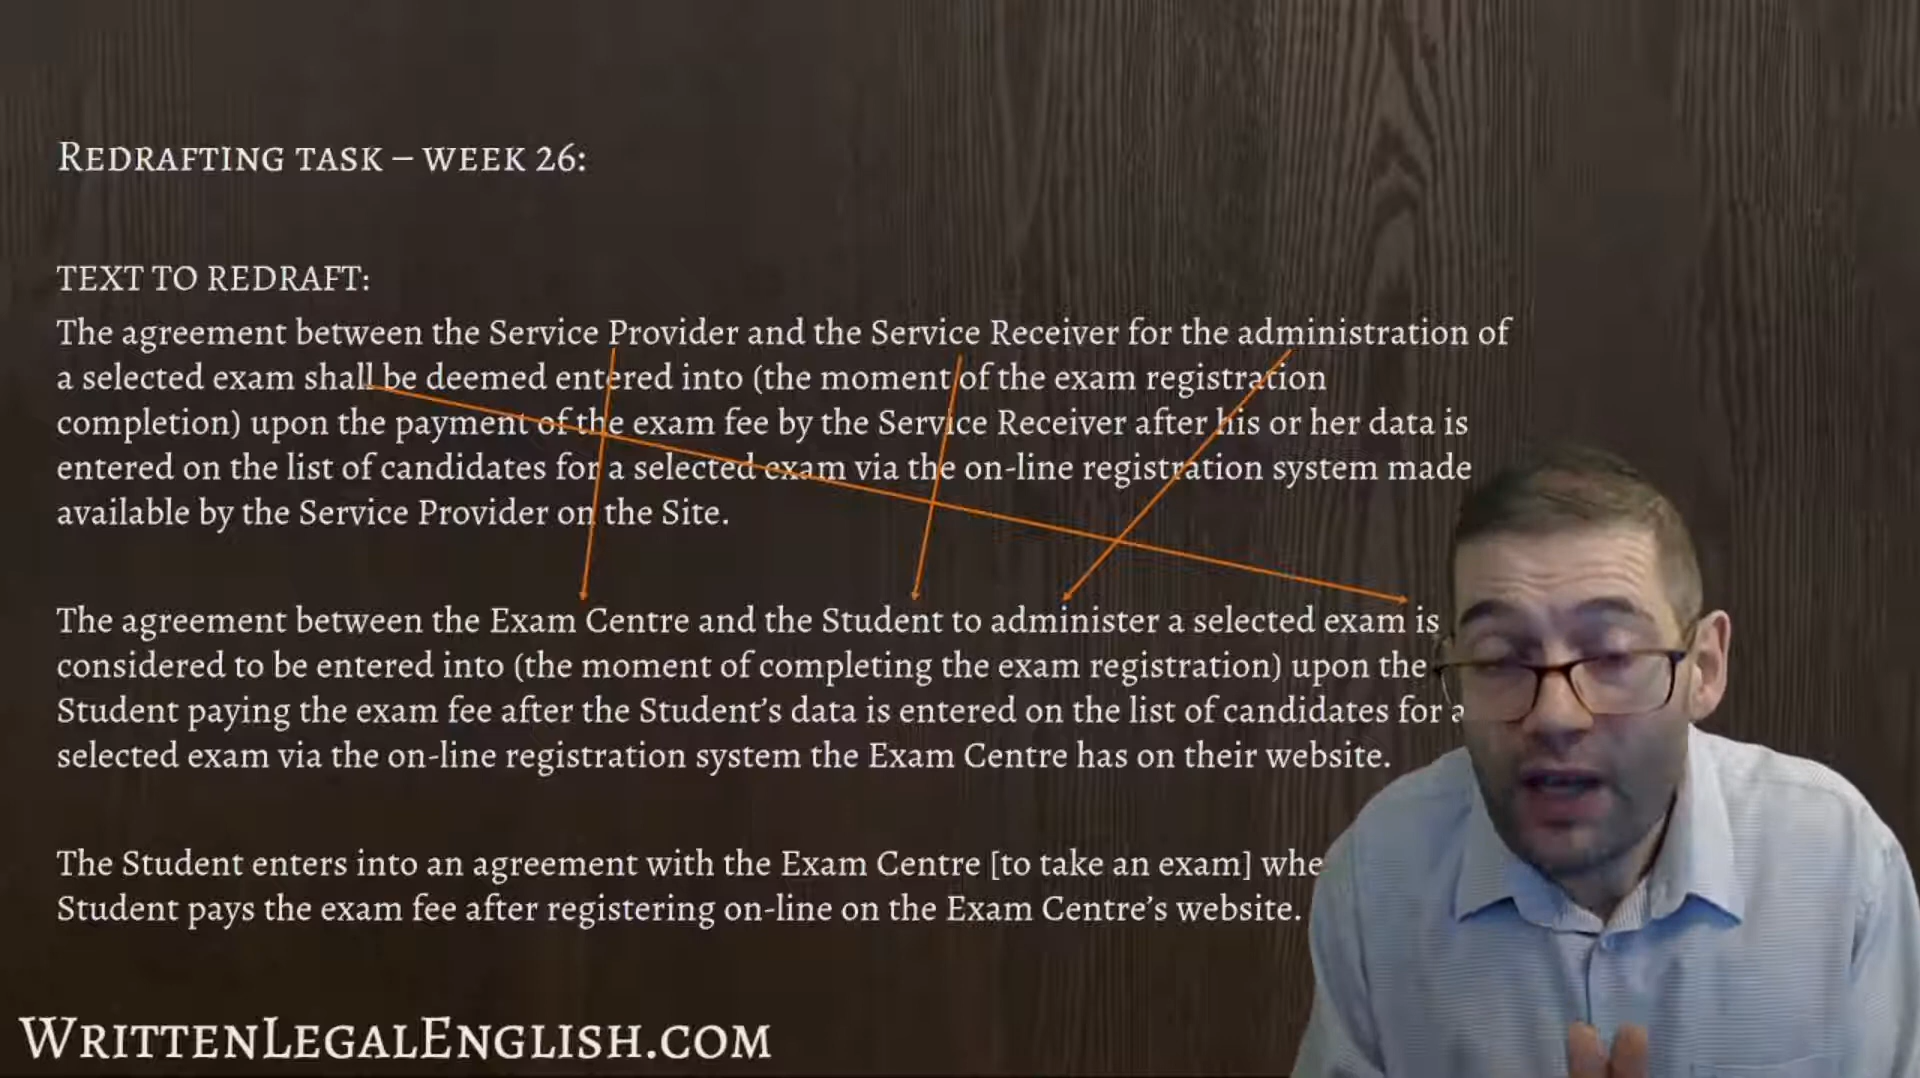 Redrafting task – week 26:
TEXT TO REDRAFT:
The agreement between the Service Provider and the Service Receiver for the administration of
a selected exam shall be deemed entered into (the moment of the exam registration
completion) upon the payment of the exam fee by the Service Receiver after his or her data is
entered on the list of candidates for a selected exam via the on-line registration system made
available by the Service Provider on the Site.
The agreement between the Exam Centre and the Student to administer a selected exam is
considered to be entered into (the moment of completing the exam registration) upon the
Student paying the exam fee after the Student's data is entered on the list of candidates for a
selected exam via the on-line registration system the Exam Centre has on their website.
The Student enters into an agreement with the Exam Centre [to take an exam]
Student pays the exam fee after registering on-line on the Exam Centre's website.
WrittenLegalEnglish.com